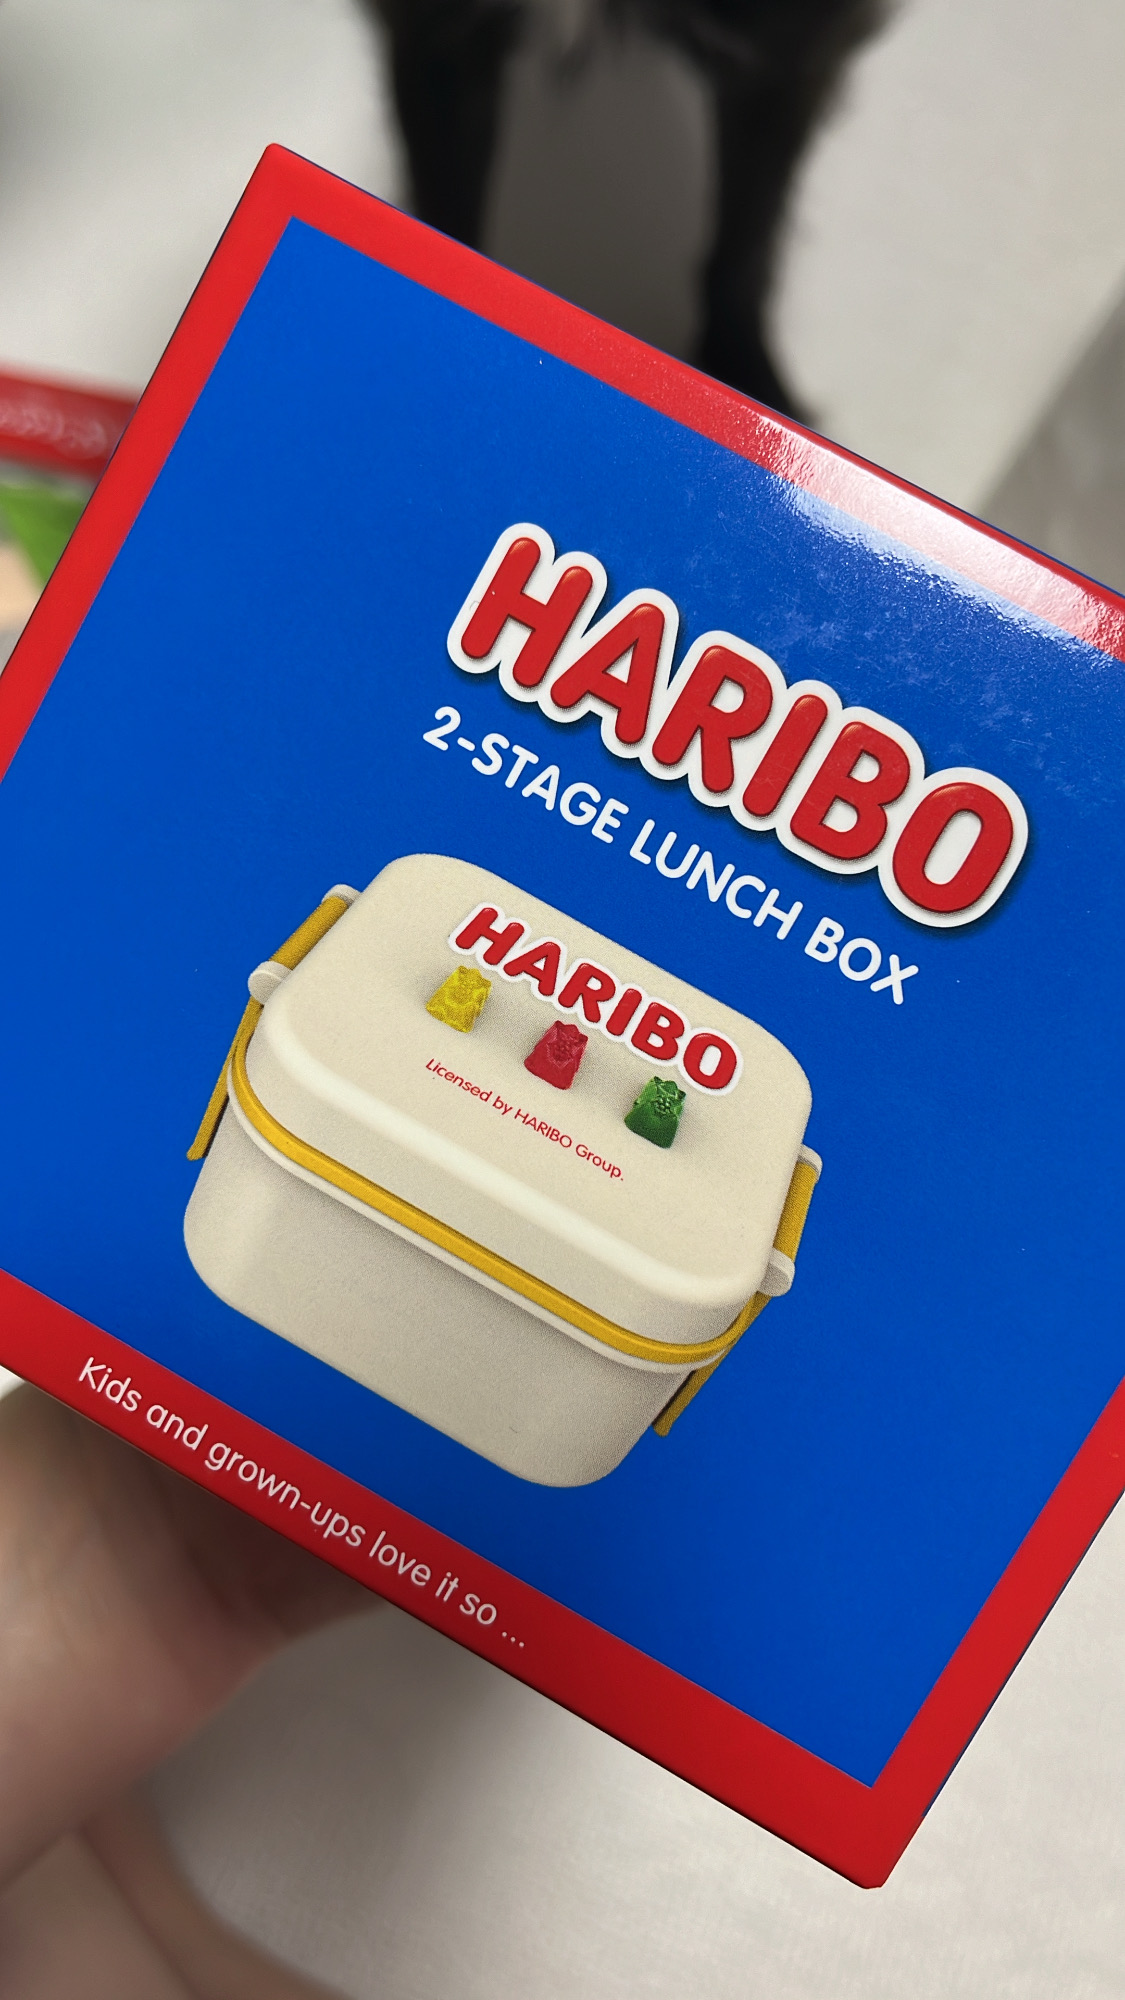 HARIBO
2-STAGE LUNCH BOX
HARIBO
Licensed by HARIBO Group.
Kids and grown-ups love it so ...